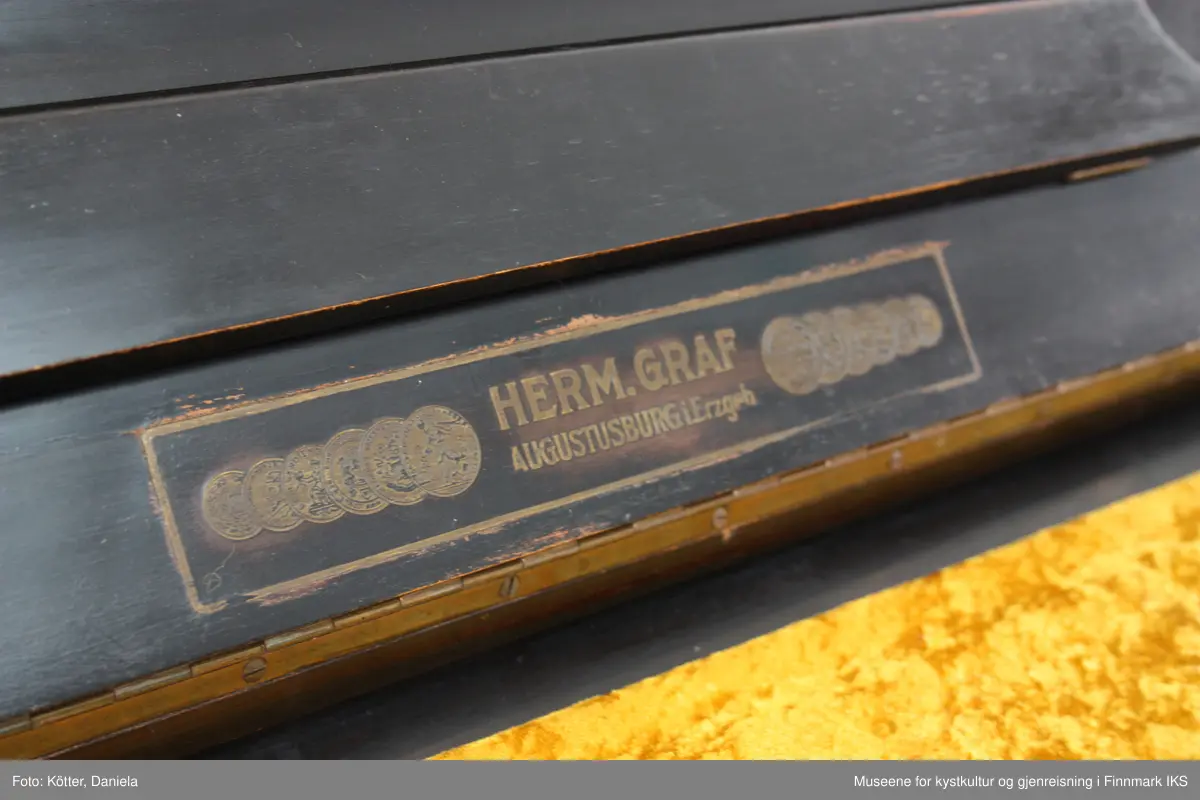 HERM. GRAF
AUGUSTUSBURG i. Erzgeb
Foto: Kötter, Daniela
Museene for kystkultur og gjenreisning i Finnmark IKS